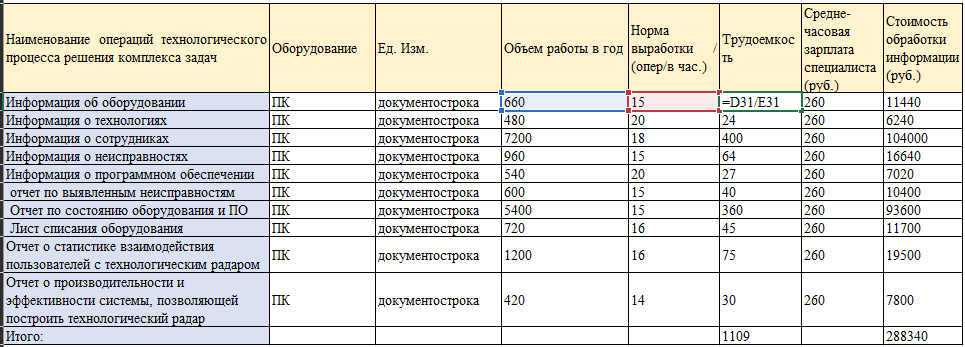 Наименование операций технологического процесса решения комплекса задач	Оборудование	Ед. Изм.	Объем работы в год	Норма выработки / (опер/в час.)	Трудоемкость	Средне-часовая зарплата специалиста (руб.)	Стоимость обработки информации (руб.)
Информация об оборудовании	ПК	документострока	660	15	=D31/E31	260	11440
Информация о технологиях	ПК	документострока	480	20	24	260	6240
Информация о сотрудниках	ПК	документострока	7200	18	400	260	104000
Информация о неисправностях	ПК	документострока	960	15	64	260	16640
Информация о программном обеспечении	ПК	документострока	540	20	27	260	7020
отчет по выявленным неисправностям	ПК	документострока	600	15	40	260	10400
Отчет по состоянию оборудования и ПО	ПК	документострока	5400	15	360	260	93600
Лист списания оборудования	ПК	документострока	720	16	45	260	11700
Отчет о статистике взаимодействия пользователей с технологическим радаром	ПК	документострока	1200	16	75	260	19500
Отчет о производительности и эффективности системы, позволяющей построить технологический радар	ПК	документострока	420	14	30	260	7800
Итого:	1109	288340